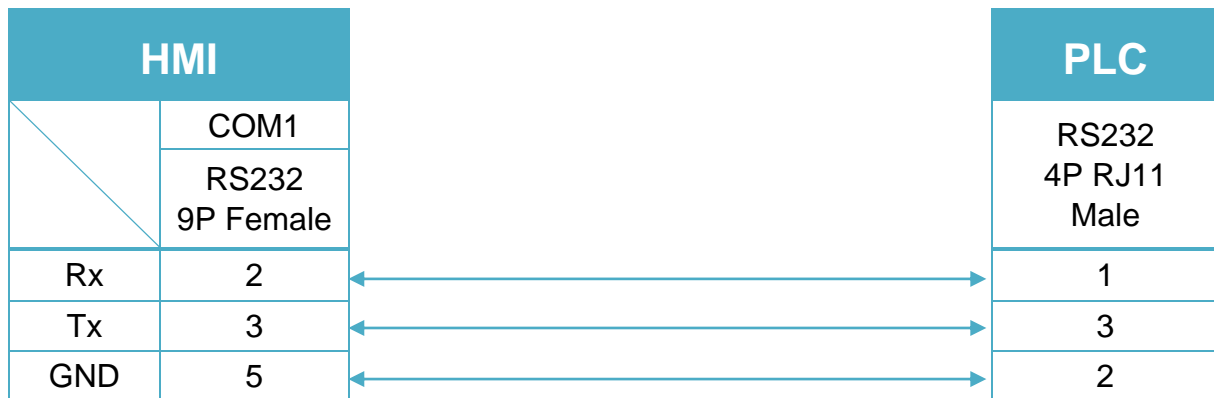 HMI PLC
COM1
RS232
9P Female
RS232
4P RJ11
Male
Rx 2 1
Tx 3 3
GND 5 2